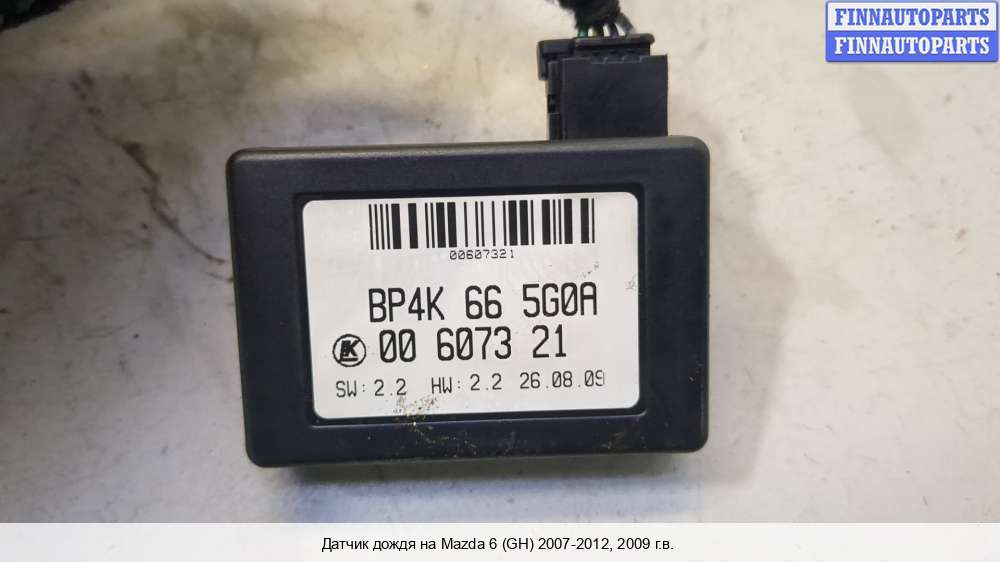 FINNAUTOPARTS
FINNAUTOPARTS
00607321
BP4K 66 5G0A
00 6073 21
SW: 2.2 HW: 2.2 26.08.09
Датчик дождя на Mazda 6 (GH) 2007-2012, 2009 г.в.